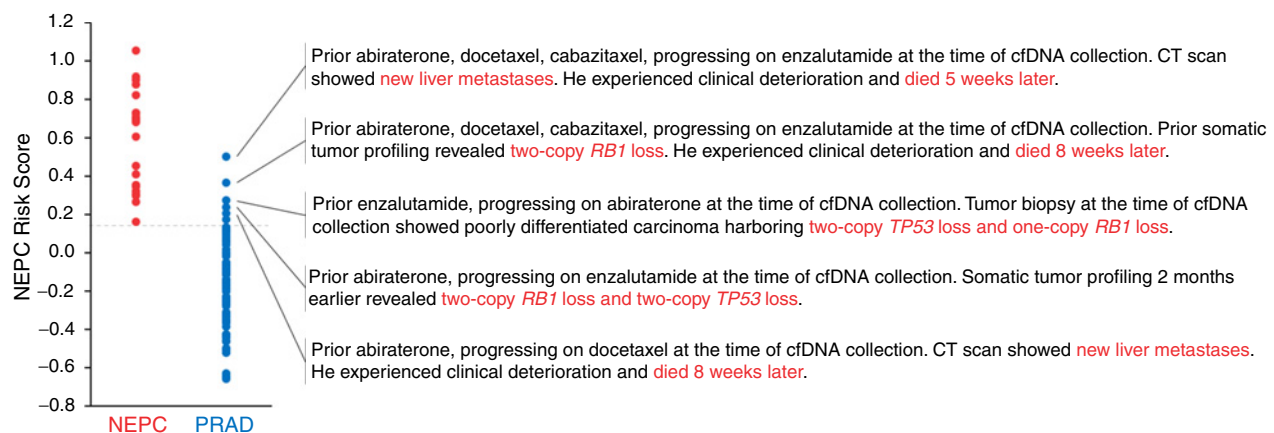 1.2
1.0
0.8
0.6
0.4
0.2
0.0
–0.2
–0.4
–0.6
–0.8
NEPC Risk Score
NEPC
PRAD
Prior abiraterone, docetaxel, cabazitaxel, progressing on enzalutamide at the time of cfDNA collection. CT scan
showed new liver metastases. He experienced clinical deterioration and died 5 weeks later.
Prior abiraterone, docetaxel, cabazitaxel, progressing on enzalutamide at the time of cfDNA collection. Prior somatic
tumor profiling revealed two-copy RB1 loss. He experienced clinical deterioration and died 8 weeks later.
Prior enzalutamide, progressing on abiraterone at the time of cfDNA collection. Tumor biopsy at the time of cfDNA
collection showed poorly differentiated carcinoma harboring two-copy TP53 loss and one-copy RB1 loss.
Prior abiraterone, progressing on enzalutamide at the time of cfDNA collection. Somatic tumor profiling 2 months
earlier revealed two-copy RB1 loss and two-copy TP53 loss.
Prior abiraterone, progressing on docetaxel at the time of cfDNA collection. CT scan showed new liver metastases.
He experienced clinical deterioration and died 8 weeks later.